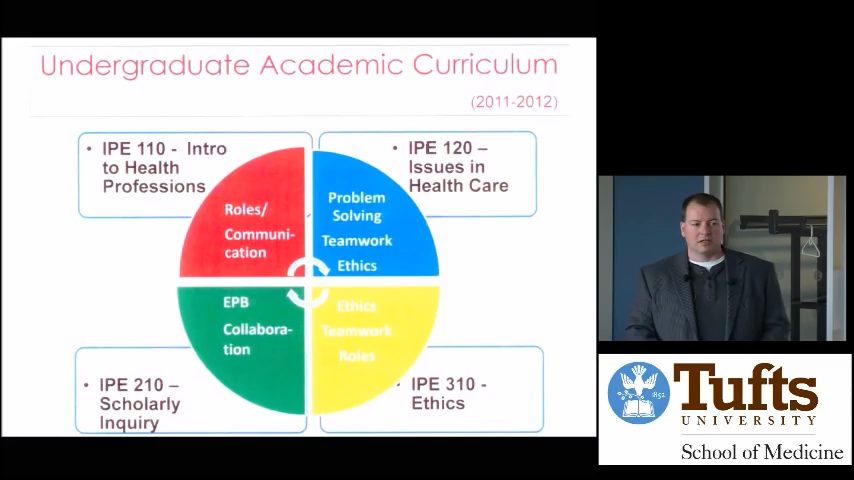 Undergraduate Academic Curriculum
(2011-2012)
• IPE 110 - Intro
to Health
Professions
• IPE 120 –
Issues in
Health Care
Roles/
Communi-
cation
Problem
Solving
Teamwork
Ethics
EPB
Collabora-
tion
Ethics
Teamwork
Roles
• IPE 210 –
Scholarly
Inquiry
• IPE 310 -
Ethics
1852
Tufts
UNIVERSITY
School of Medicine